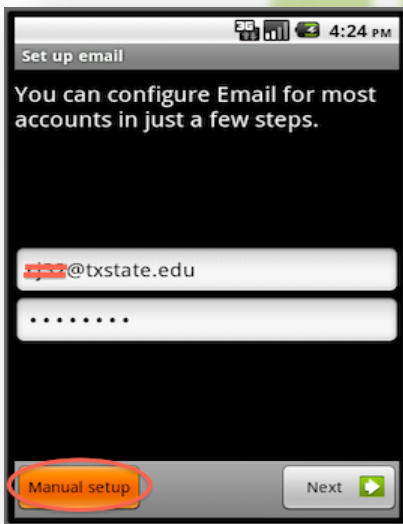 3G 4:24 PM
Set up email
You can configure Email for most
accounts in just a few steps.
@txstate.edu
••••••••
Manual setup
Next